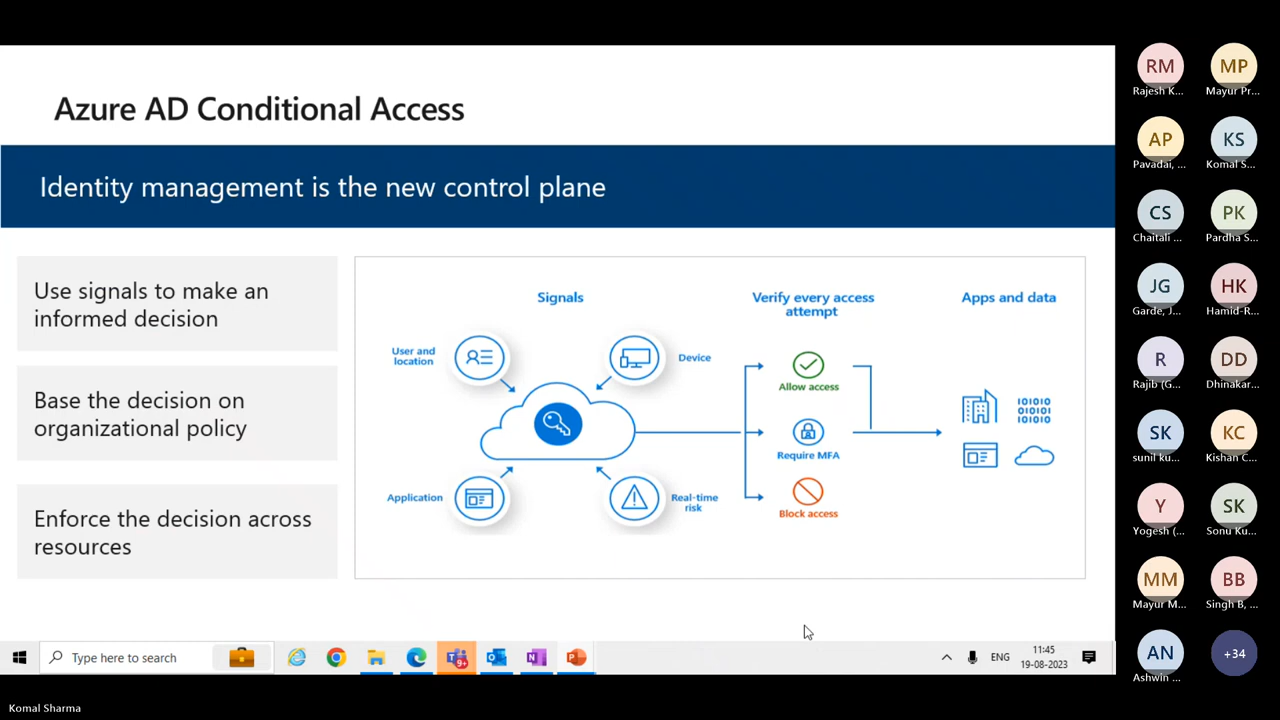 Azure AD Conditional Access
Identity management is the new control plane
Use signals to make an
informed decision
Base the decision on
organizational policy
Enforce the decision across
resources
Signals
User and
location
Device
Application
Real-time
risk
Verify every access
attempt
Allow access
Require MFA
Block access
Apps and data
01010
010101
01010
RM
Rajesh K...
MP
Mayur Pr...
AP
Pavadai, ...
KS
Komal S...
CS
Chaitali ...
PK
Pardha S...
JG
Garde, J...
HK
Hamid-R...
R
Rajib (G...
DD
Dhinakar...
SK
sunil ku...
KC
Kishan C...
Y
Yogesh (...
SK
Sonu Ku...
MM
Mayur M...
BB
Singh B, ...
AN
Ashwin ...
+34
Type here to search
9+
ENG
11:45
19-08-2023
Komal Sharma